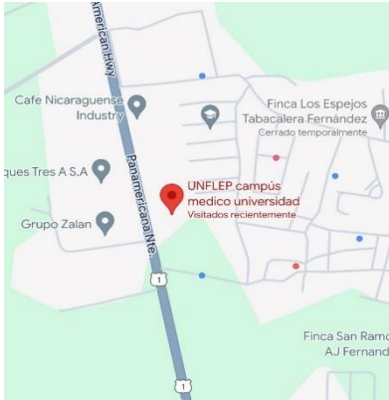 American Hwy
Cafe Nicaraguense
Industry
Finca Los Espejos
Tabacalera Fernández
Cerrado temporalmente
ques Tres A S.A
Panamericana Nte.
UNFLEP campús
medico universidad
Visitados recientemente
Grupo Zalan
1
Finca San Ramo
AJ Fernand
1